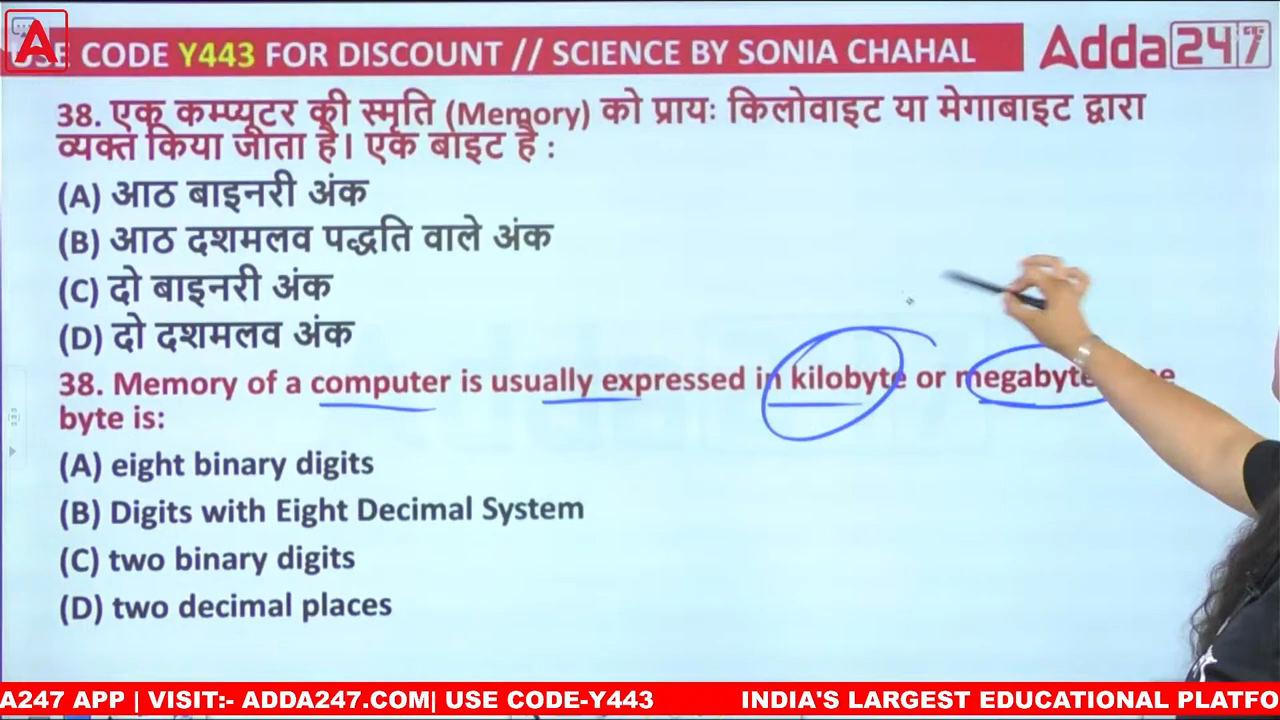 A
SE CODE Y443 FOR DISCOUNT // SCIENCE BY SONIA CHAHAL
Adda247
38. एक कम्प्यूटर की स्मृति (Memory) को प्रायः किलोवाइट या मेगाबाइट द्वारा
व्यक्त किया जाता है। एक बाइट है :
(A) आठ बाइनरी अंक
(B) आठ दशमलव पद्धति वाले अंक
(C) दो बाइनरी अंक
(D) दो दशमलव अंक
38. Memory of a computer is usually expressed in kilobyte or megabyte
byte is:
(A) eight binary digits
(B) Digits with Eight Decimal System
(C) two binary digits
(D) two decimal places
A247 APP | VISIT:- ADDA247.COM| USE CODE-Y443 INDIA'S LARGEST EDUCATIONAL PLATFO